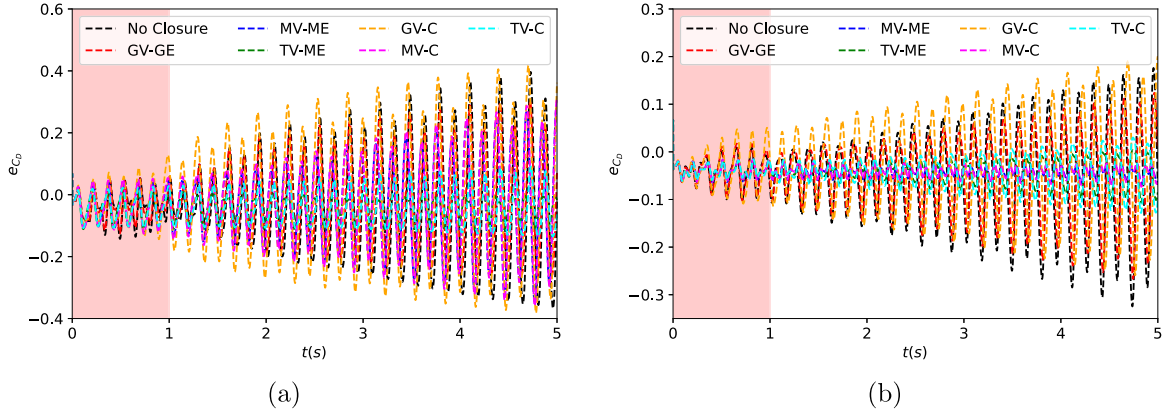 No Closure MV-ME GV-C TV-C
GV-GE TV-ME MV-C
0.6
0.4
0.2
0.0
−0.2
−0.4
e_{C_D}
0 1 2 3 4 5
t(s)
(a)
No Closure MV-ME GV-C TV-C
GV-GE TV-ME MV-C
0.3
0.2
0.1
0.0
−0.1
−0.2
−0.3
e_{C_D}
0 1 2 3 4 5
t(s)
(b)